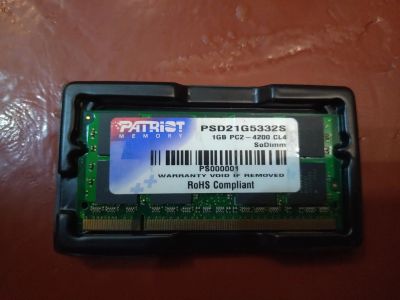 PATRIOT
MEMORY
PSD21G5332S
1GB PC2-4200 CL4
SoDimm
PS000001
WARRANTY VOID IF REMOVED
RoHS Compliant